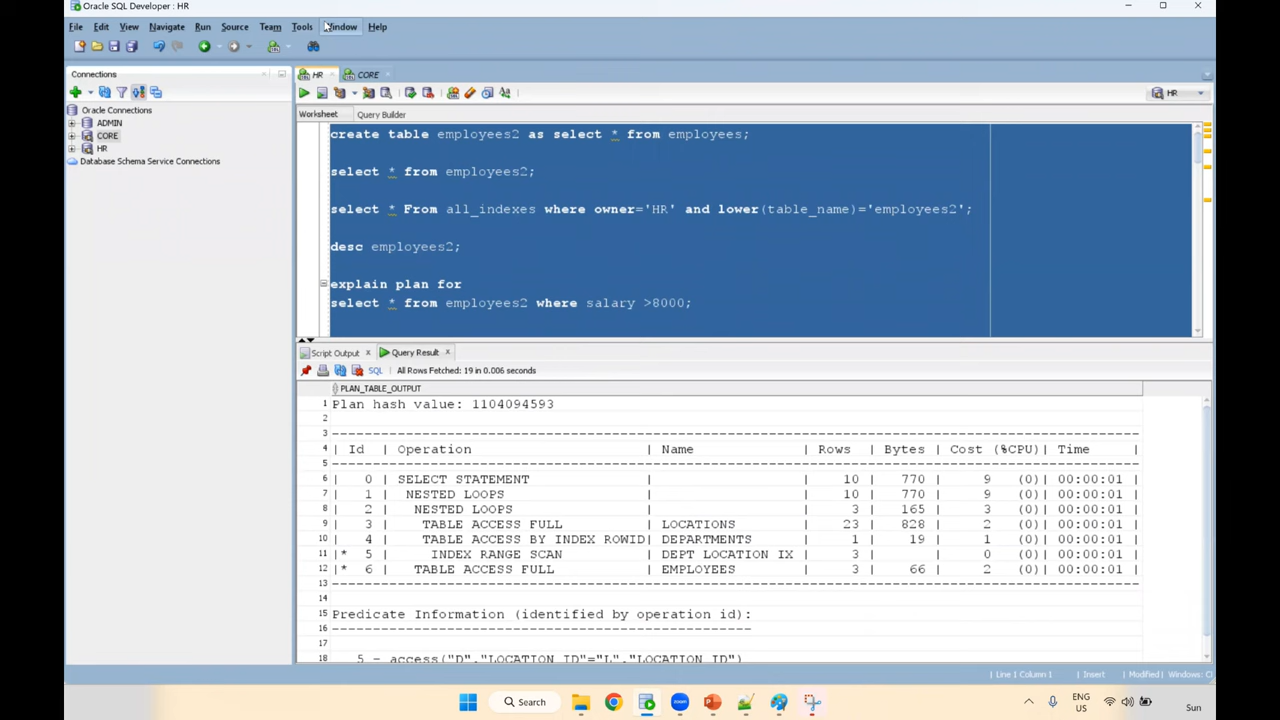 Oracle SQL Developer : HR
File Edit View Navigate Run Source Team Tools Window Help
Connections
HR
CORE
HR
Oracle Connections
ADMIN
CORE
HR
Database Schema Service Connections
Worksheet Query Builder
create table employees2 as select * from employees;
select * from employees2;
select * From all_indexes where owner='HR' and lower(table_name)='employees2';
desc employees2;
explain plan for
select * from employees2 where salary >8000;
Script Output Query Result
SQL All Rows Fetched: 19 in 0.006 seconds
PLAN_TABLE_OUTPUT
1 Plan hash value: 1104094593
2
3 --------------------------------------------------------------------------------
4 | Id | Operation | Name | Rows | Bytes | Cost (%CPU)| Time |
5 --------------------------------------------------------------------------------
6 | 0 | SELECT STATEMENT | | 10 | 770 | 9 (0)| 00:00:01 |
7 | 1 | NESTED LOOPS | | 10 | 770 | 9 (0)| 00:00:01 |
8 | 2 | NESTED LOOPS | | 3 | 165 | 3 (0)| 00:00:01 |
9 | 3 | TABLE ACCESS FULL | LOCATIONS | 23 | 828 | 2 (0)| 00:00:01 |
10 | 4 | TABLE ACCESS BY INDEX ROWID| DEPARTMENTS | 1 | 19 | 1 (0)| 00:00:01 |
11 |* 5 | INDEX RANGE SCAN | DEPT LOCATION IX | 3 | | 0 (0)| 00:00:01 |
12 |* 6 | TABLE ACCESS FULL | EMPLOYEES | 3 | 66 | 2 (0)| 00:00:01 |
13 --------------------------------------------------------------------------------
14
15 Predicate Information (identified by operation id):
16 ---------------------------------------------------
17
18 5 - access("D"."LOCATION ID"="L"."LOCATION ID")
Line 1 Column 1 Insert Modified Windows:
Search
ENG
US
Sun